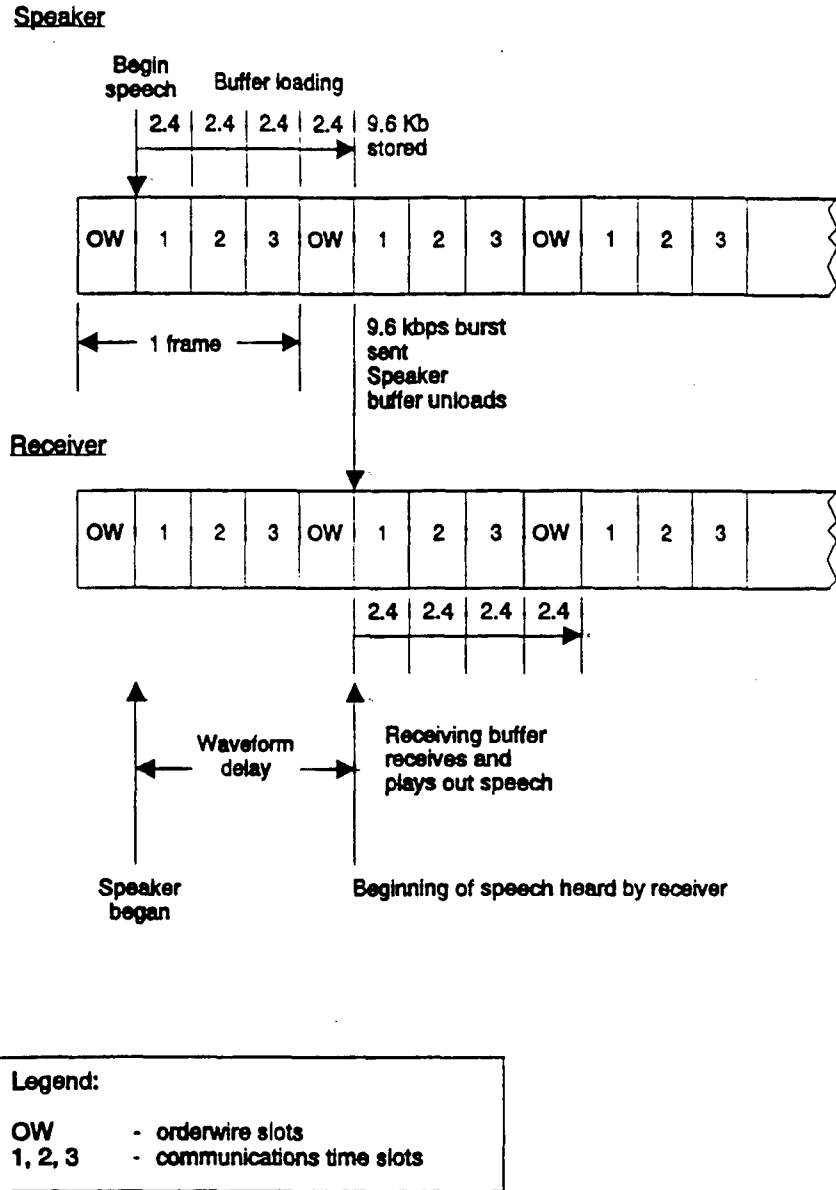 Speaker
Begin
speech
Buffer loading
2.4 2.4 2.4 2.4 9.6 Kb
stored
OW 1 2 3 OW 1 2 3 OW 1 2 3
1 frame
9.6 kbps burst
sent
Speaker
buffer unloads
Receiver
OW 1 2 3 OW 1 2 3 OW 1 2 3
2.4 2.4 2.4 2.4
Waveform
delay
Receiving buffer
receives and
plays out speech
Speaker
began
Beginning of speech heard by receiver
Legend:
OW - orderwire slots
1, 2, 3 - communications time slots